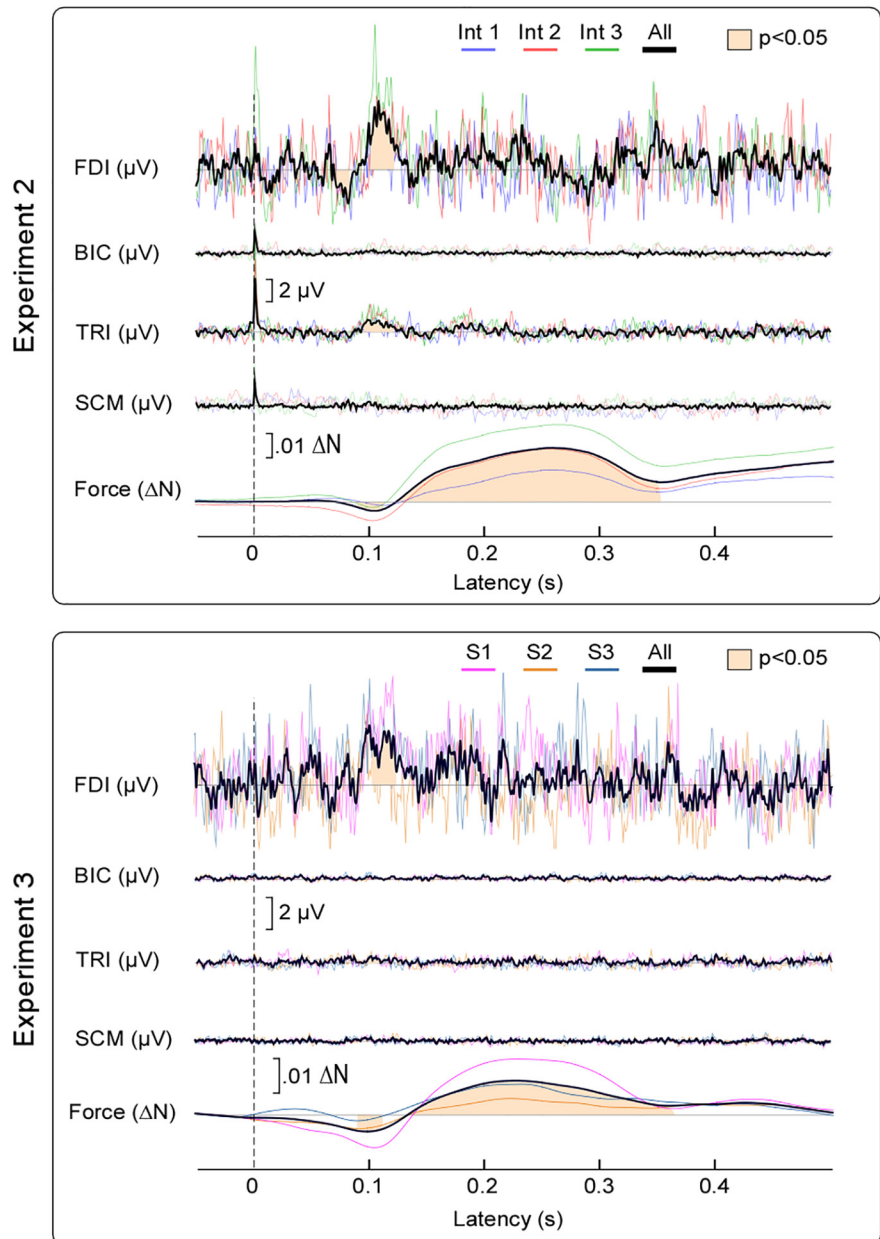 Experiment 2
Int 1 Int 2 Int 3 All p<0.05
FDI (μV)
BIC (μV)
2 μV
TRI (μV)
SCM (μV)
.01 ΔN
Force (ΔN)
0 0.1 0.2 0.3 0.4
Latency (s)
Experiment 3
S1 S2 S3 All p<0.05
FDI (μV)
BIC (μV)
2 μV
TRI (μV)
SCM (μV)
.01 ΔN
Force (ΔN)
0 0.1 0.2 0.3 0.4
Latency (s)